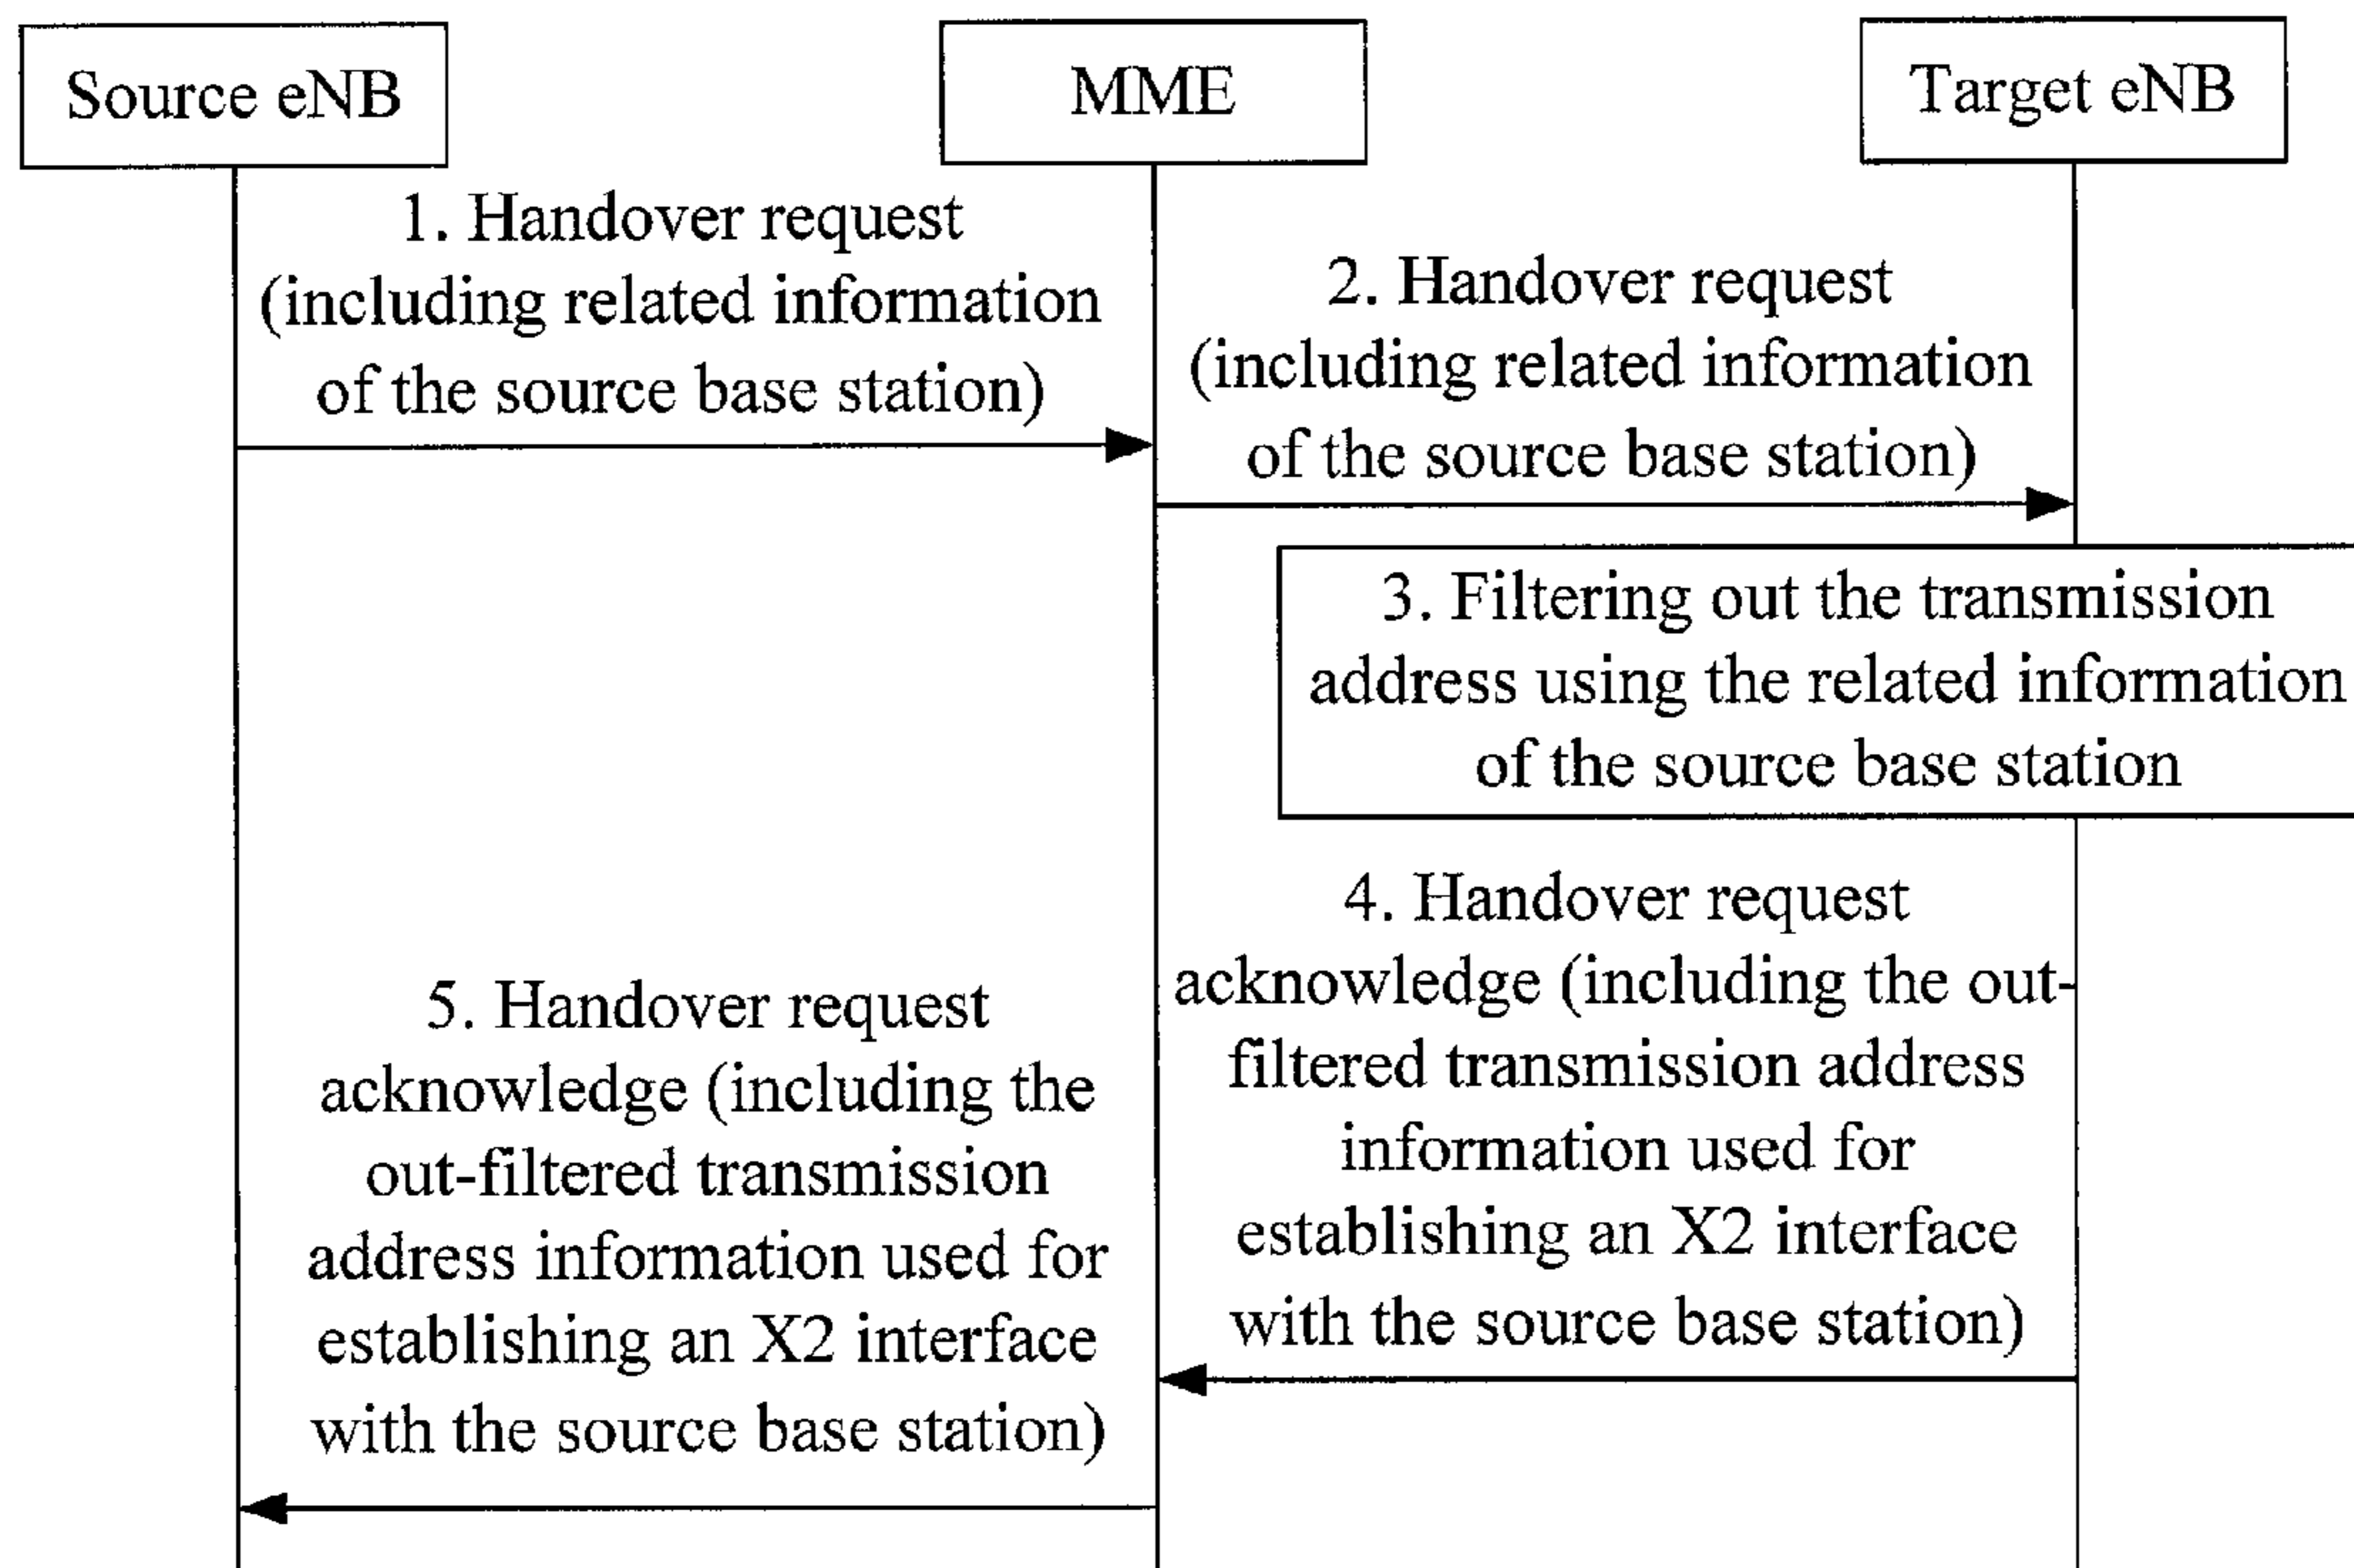 Source eNB
MME
Target eNB
1. Handover request
(including related information
of the source base station)
2. Handover request
(including related information
of the source base station)
3. Filtering out the transmission
address using the related information
of the source base station
4. Handover request
acknowledge (including the out-
filtered transmission address
information used for
establishing an X2 interface
with the source base station)
5. Handover request
acknowledge (including the
out-filtered transmission
address information used for
establishing an X2 interface
with the source base station)